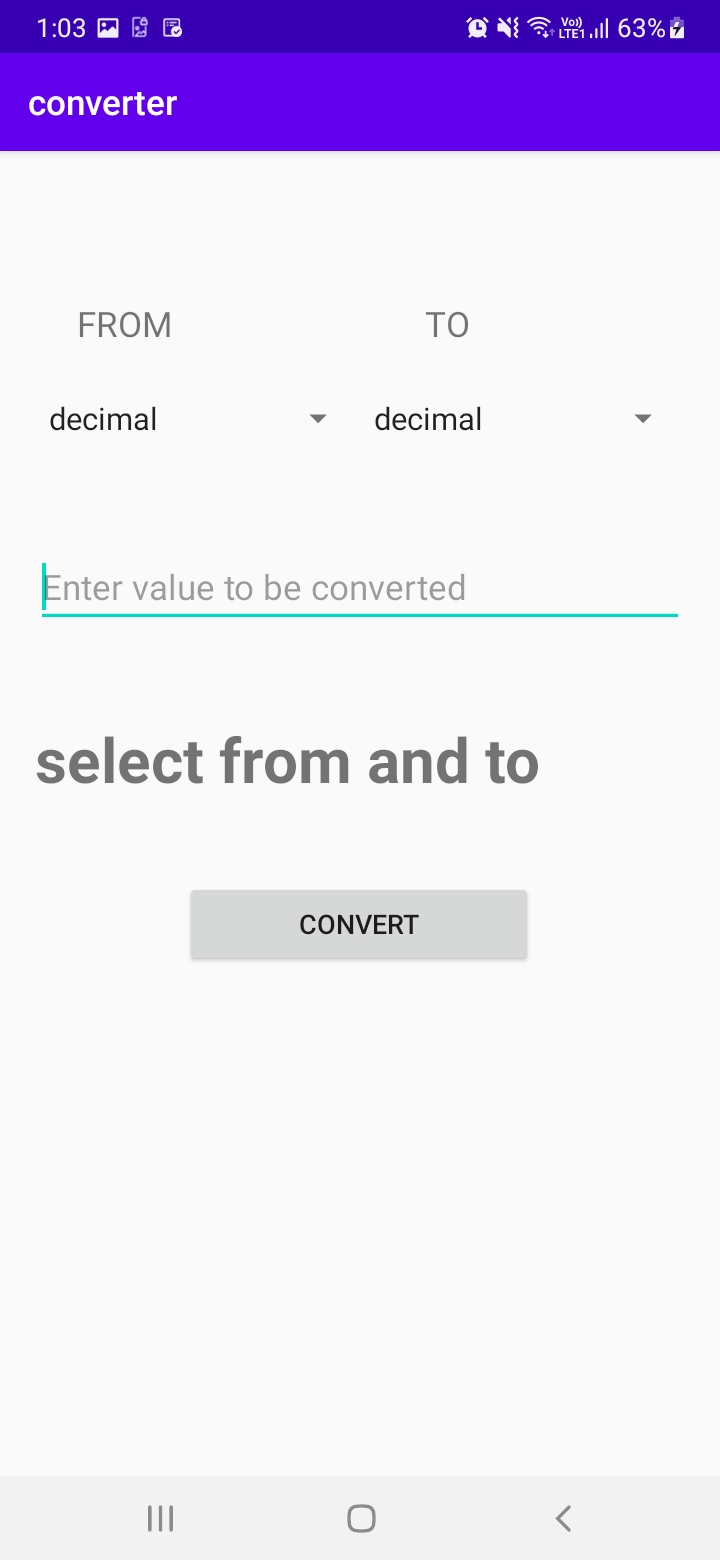 1:03 Vo)) LTE1 63%
converter
FROM TO
decimal decimal
Enter value to be converted
select from and to
CONVERT